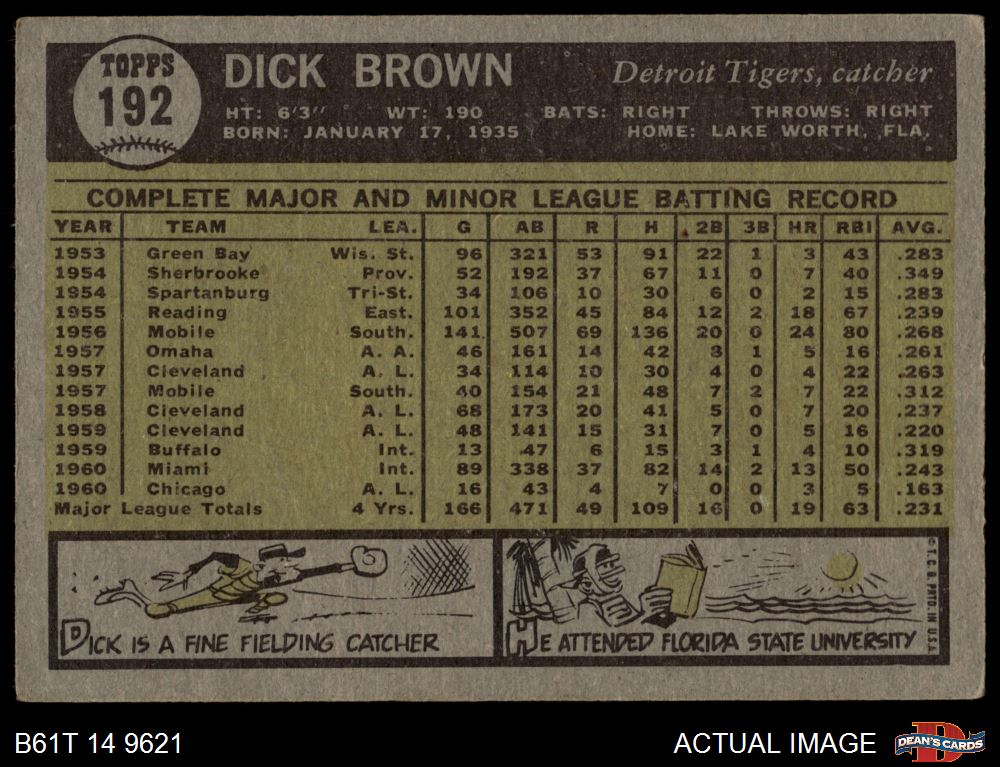 TOPPS
192
DICK BROWN
Detroit Tigers, catcher
HT: 6'3" WT: 190 BATS: RIGHT THROWS: RIGHT
BORN: JANUARY 17, 1935 HOME: LAKE WORTH, FLA.
COMPLETE MAJOR AND MINOR LEAGUE BATTING RECORD
YEAR TEAM LEA. G AB R H 2B 3B HR RBI AVG.
1953 Green Bay Wis. St. 96 321 53 91 22 1 3 43 .283
1954 Sherbrooke Prov. 52 192 37 67 11 0 7 40 .349
1954 Spartanburg Tri-St. 34 106 10 30 6 0 2 15 .283
1955 Reading East. 101 352 45 84 12 2 18 67 .239
1956 Mobile South. 141 507 69 136 20 0 24 80 .268
1957 Omaha A. A. 46 161 14 42 3 1 5 16 .261
1957 Cleveland A. L. 34 114 10 30 4 0 4 22 .263
1957 Mobile South. 40 154 21 48 7 2 7 22 .312
1958 Cleveland A. L. 68 173 20 41 5 0 7 20 .237
1959 Cleveland A. L. 48 141 15 31 7 0 5 16 .220
1959 Buffalo Int. 13 47 6 15 3 1 4 10 .319
1960 Miami Int. 89 338 37 82 14 2 13 50 .243
1960 Chicago A. L. 16 43 4 7 0 0 3 5 .163
Major League Totals 4 Yrs. 166 471 49 109 16 0 19 63 .231
DICK IS A FINE FIELDING CATCHER
HE ATTENDED FLORIDA STATE UNIVERSITY
© T. C. G. PRTD. IN U.S.A.
B61T 14 9621
ACTUAL IMAGE
D
DEAN'S CARDS